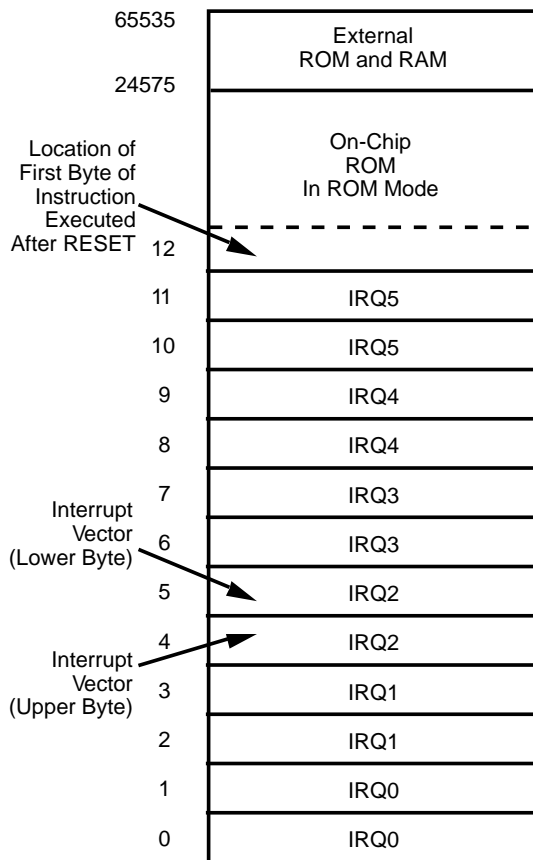 65535
External
ROM and RAM
24575
On-Chip
ROM
In ROM Mode
Location of
First Byte of
Instruction
Executed
After RESET
12
11 IRQ5
10 IRQ5
9 IRQ4
8 IRQ4
7 IRQ3
6 IRQ3
Interrupt
Vector
(Lower Byte)
5 IRQ2
4 IRQ2
Interrupt
Vector
(Upper Byte)
3 IRQ1
2 IRQ1
1 IRQ0
0 IRQ0